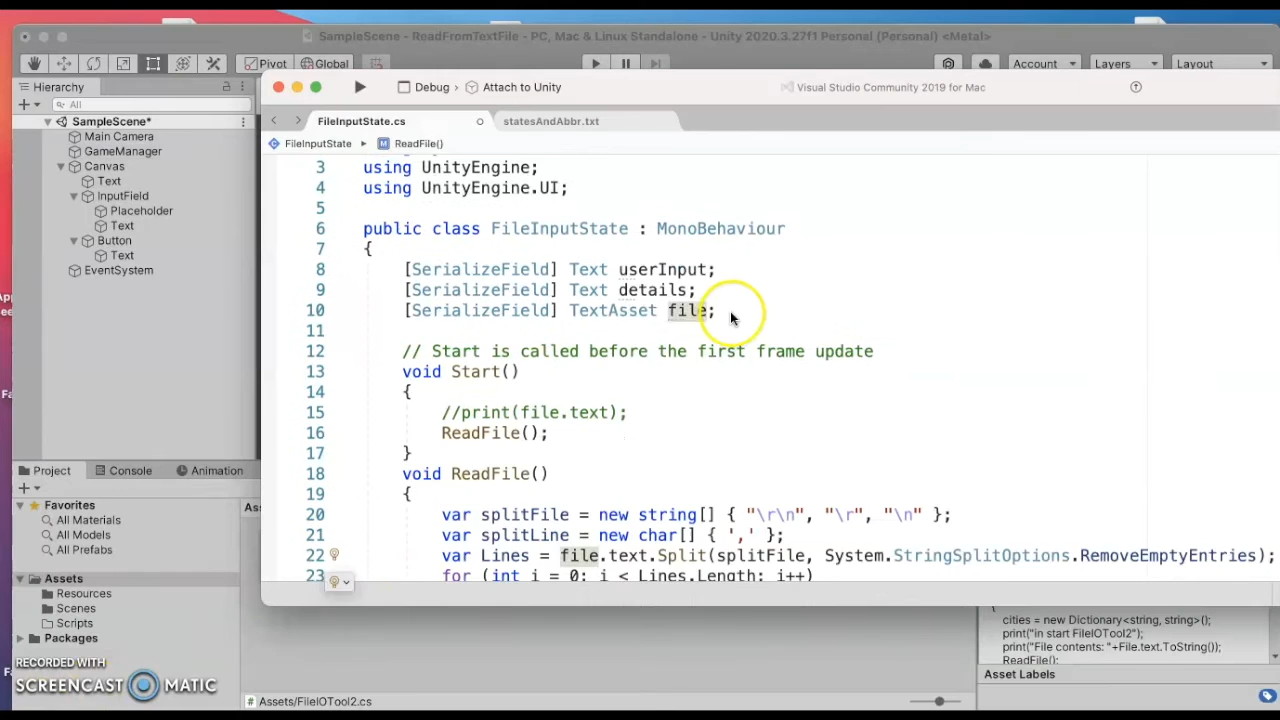 SampleScene - ReadFromTextFile - PC, Mac & Linux Standalone - Unity 2020.3.27f1 Personal (Personal) <Metal>
Pivot Global Account Layers Layout
Hierarchy
All
SampleScene*
Main Camera
GameManager
Canvas
Text
InputField
Placeholder
Text
Button
Text
EventSystem
Debug › Attach to Unity
Visual Studio Community 2019 for Mac
FileInputState.cs
statesAndAbbr.txt
FileInputState ▸ M ReadFile()
3 using UnityEngine;
4 using UnityEngine.UI;
5
6 public class FileInputState : MonoBehaviour
7 {
8 [SerializeField] Text userInput;
9 [SerializeField] Text details;
10 [SerializeField] TextAsset file;
11
12 // Start is called before the first frame update
13 void Start()
14 {
15 //print(file.text);
16 ReadFile();
17 }
18 void ReadFile()
19 {
20 var splitFile = new string[] { "\r\n", "\r", "\n" };
21 var splitLine = new char[] { ',' };
22 var Lines = file.text.Split(splitFile, System.StringSplitOptions.RemoveEmptyEntries);
23 for (int i = 0; i < Lines.Length; i++)
Project Console Animation
Favorites
All Materials
All Models
All Prefabs
Assets
Resources
Scenes
Scripts
Packages
RECORDED WITH
SCREENCAST MATIC
As
# Assets/FileIOTool2.cs
{
cities = new Dictionary<string, string>();
print("in start FileIOTool2");
print("File contents: "+File.text.ToString());
ReadFile();
Asset Labels